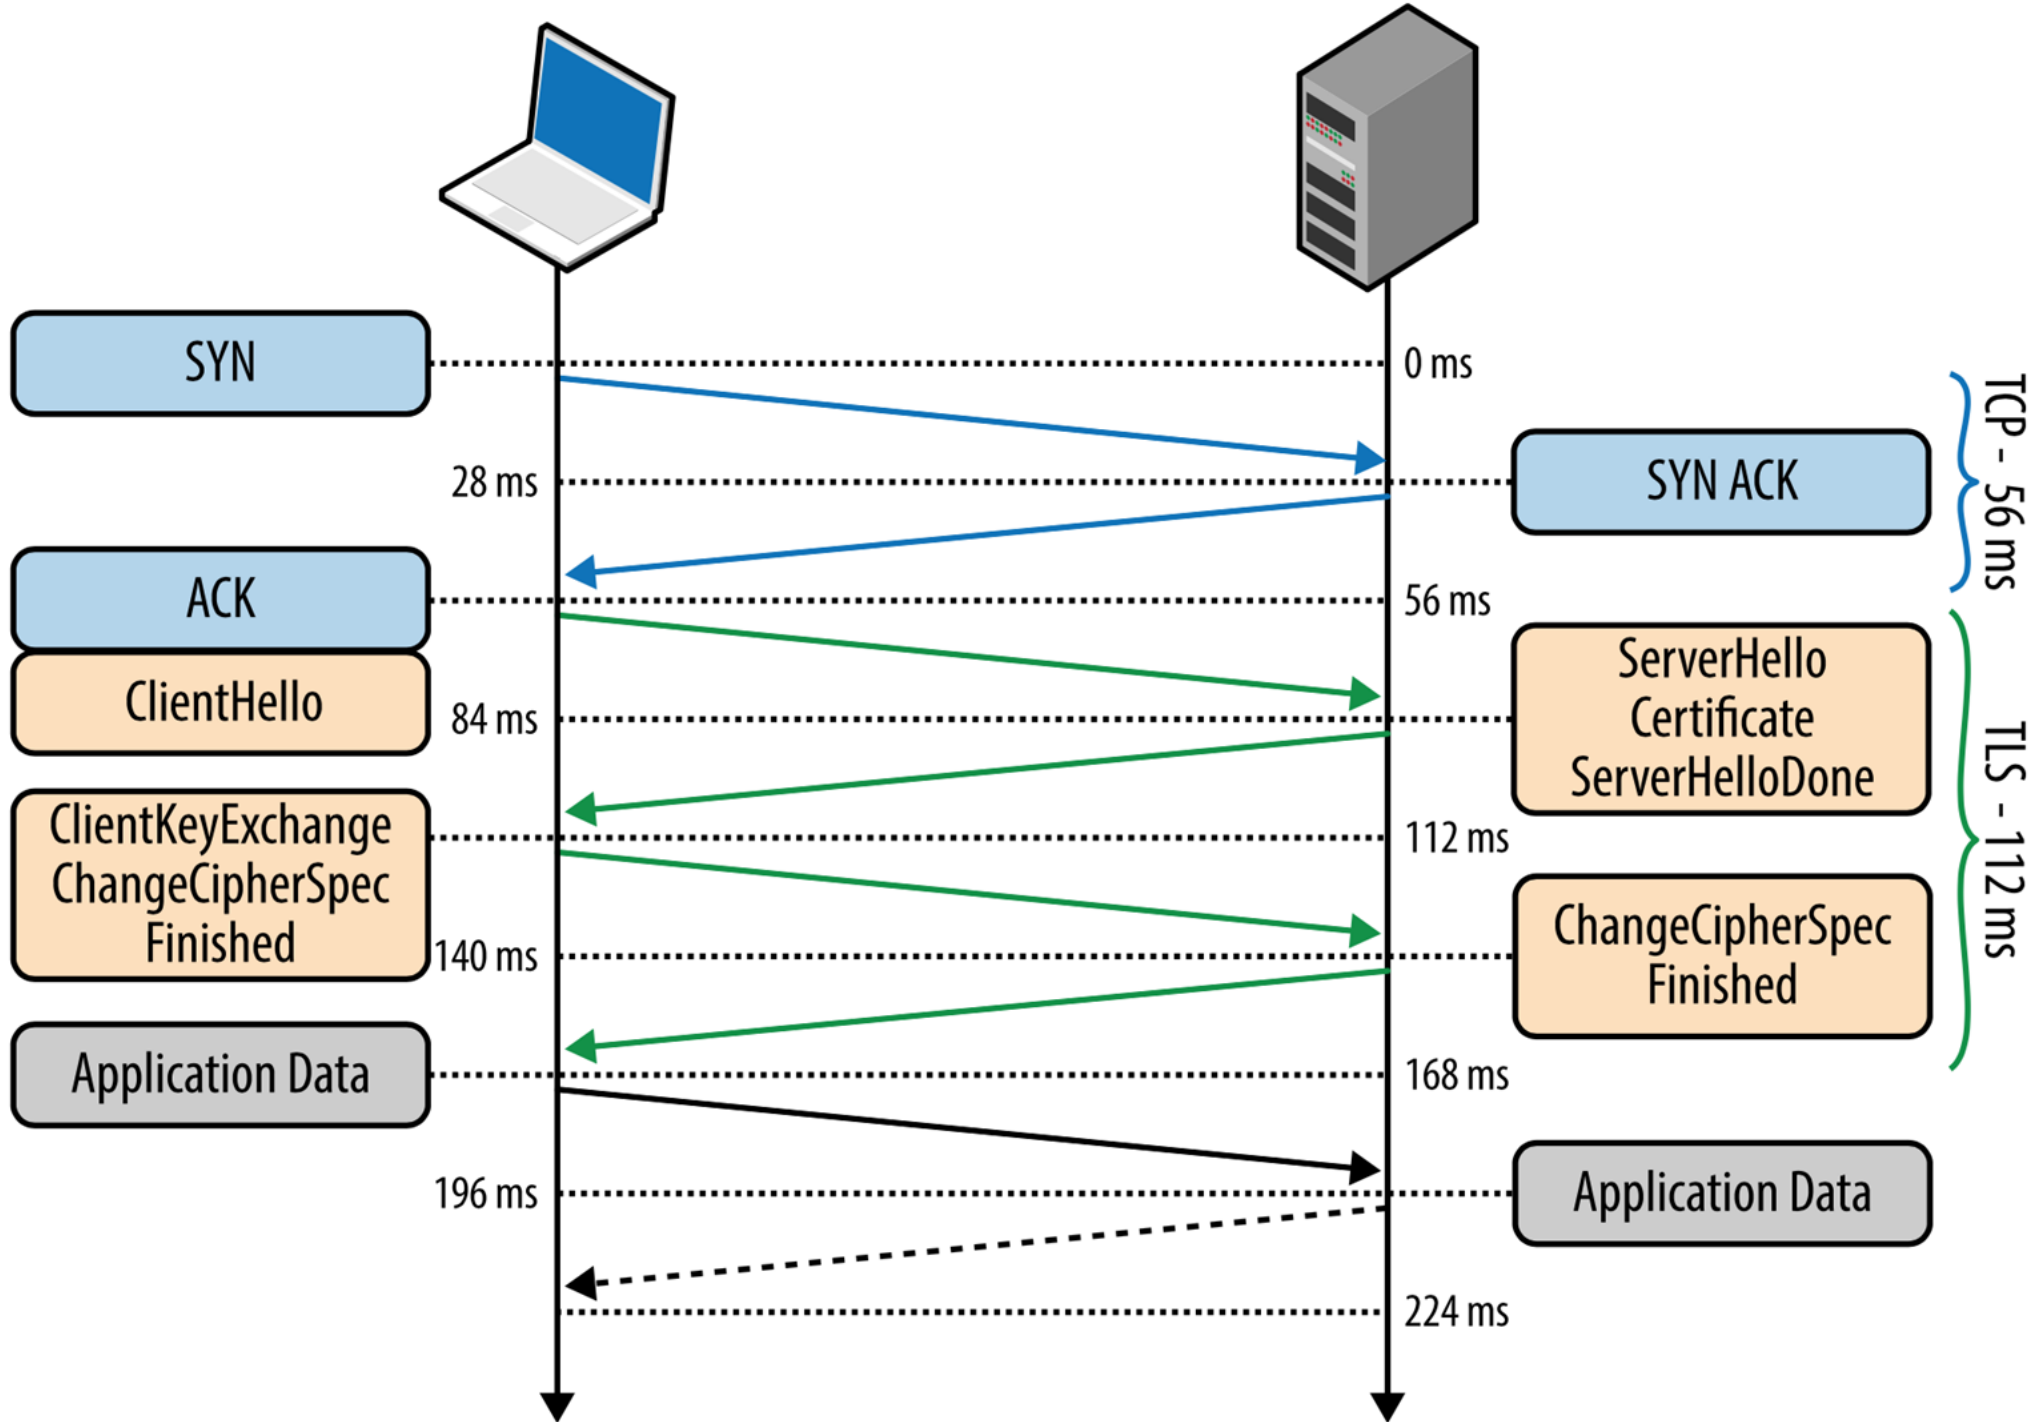 SYN
0 ms
28 ms
SYN ACK
TCP - 56 ms
ACK
56 ms
ClientHello
84 ms
ServerHello
Certificate
ServerHelloDone
TLS - 112 ms
ClientKeyExchange
ChangeCipherSpec
Finished
112 ms
140 ms
ChangeCipherSpec
Finished
Application Data
168 ms
196 ms
Application Data
224 ms